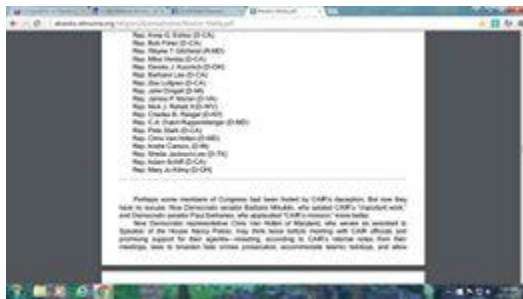 Rep. Anna G. Eshoo (D-CA)
Rep. Bob Filner (D-CA)
Rep. Wayne T. Gilchrest (R-MD)
Rep. Mike Honda (D-CA)
Rep. Dennis J. Kucinich (D-OH)
Rep. Barbara Lee (D-CA)
Rep. Zoe Lofgren (D-CA)
Rep. John Dingell (D-MI)
Rep. James P. Moran (D-VA)
Rep. Nick J. Rahall, II (D-WV)
Rep. Charles B. Rangel (D-NY)
Rep. C.A. Dutch Ruppersberger (D-MD)
Rep. Pete Stark (D-CA)
Rep. Chris Van Hollen (D-MD)
Rep. Andre Carson, (D-IN)
Rep. Sheila Jackson-Lee (D-TX)
Rep. Adam Schiff (D-CA)
Rep. Mary Jo Kilroy (D-OH)
Perhaps some members of Congress had been fooled by CAIR's deception. But now they
have no excuse. Now Democratic senator Barbara Mikulski, who saluted CAIR's "important work,"
and Democratic senator Paul Sarbanes, who applauded "CAIR's mission," know better.
Now Democratic representative Chris Van Hollen of Maryland, who serves as assistant to
Speaker of the House Nancy Pelosi, may think twice before meeting with CAIR officials and
promising support for their agenda—including, according to CAIR's internal notes from their
meetings, laws to broaden hate crimes prosecution, accommodate Islamic holidays, and allow